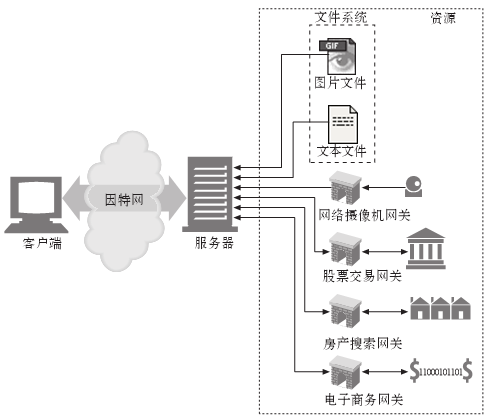 文件系统
资源
GIF
图片文件
文本文件
因特网
客户端
服务器
网络摄像机网关
股票交易网关
房产搜索网关
$11000101101$
电子商务网关